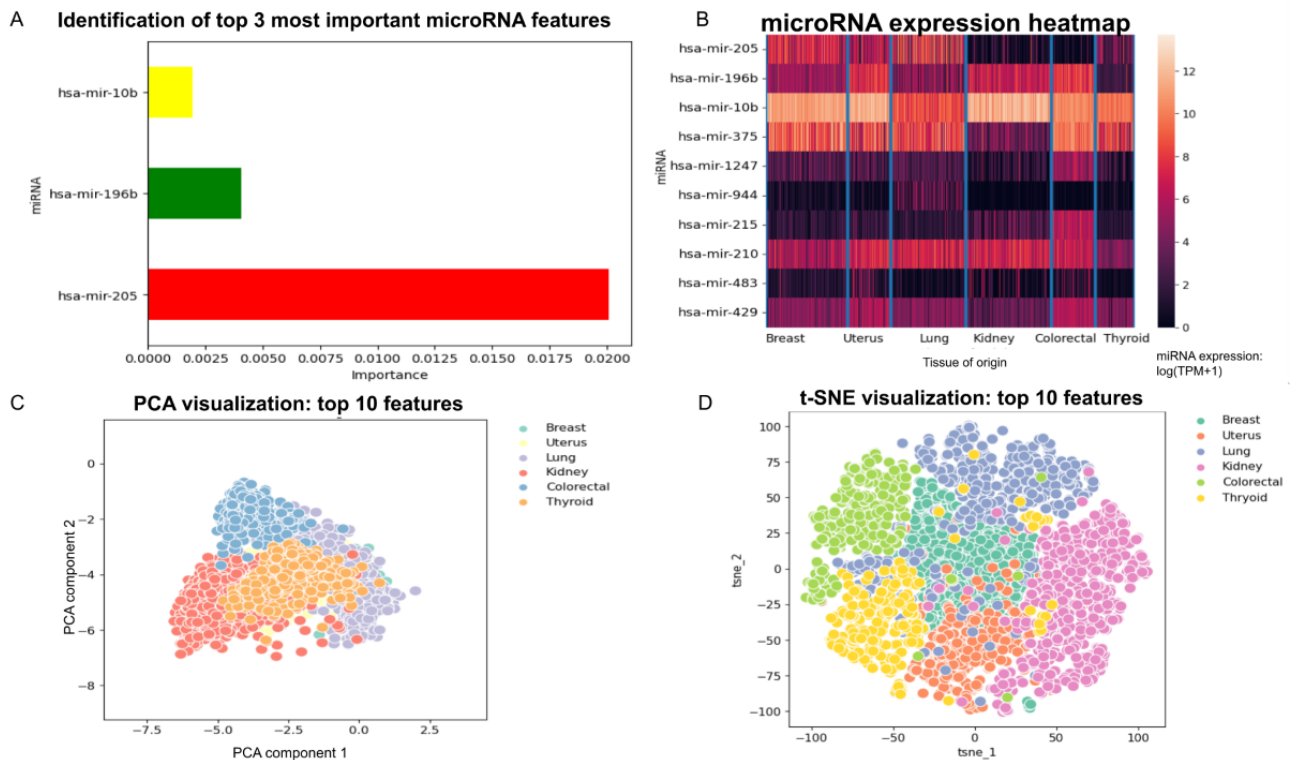 A
Identification of top 3 most important microRNA features
miRNA
hsa-mir-10b
hsa-mir-196b
hsa-mir-205
0.0000 0.0025 0.0050 0.0075 0.0100 0.0125 0.0150 0.0175 0.0200
Importance
B
microRNA expression heatmap
miRNA
hsa-mir-205
hsa-mir-196b
hsa-mir-10b
hsa-mir-375
hsa-mir-1247
hsa-mir-944
hsa-mir-215
hsa-mir-210
hsa-mir-483
hsa-mir-429
Breast Uterus Lung Kidney Colorectal Thyroid
Tissue of origin
12
10
8
6
4
2
0
miRNA expression:
log(TPM+1)
C
PCA visualization: top 10 features
PCA component 2
0
−2
−4
−6
−8
−7.5 −5.0 −2.5 0.0 2.5
PCA component 1
Breast
Uterus
Lung
Kidney
Colorectal
Thyroid
D
t-SNE visualization: top 10 features
tsne_2
100
75
50
25
0
−25
−50
−75
−100
−100 −50 0 50 100
tsne_1
Breast
Uterus
Lung
Kidney
Colorectal
Thryoid